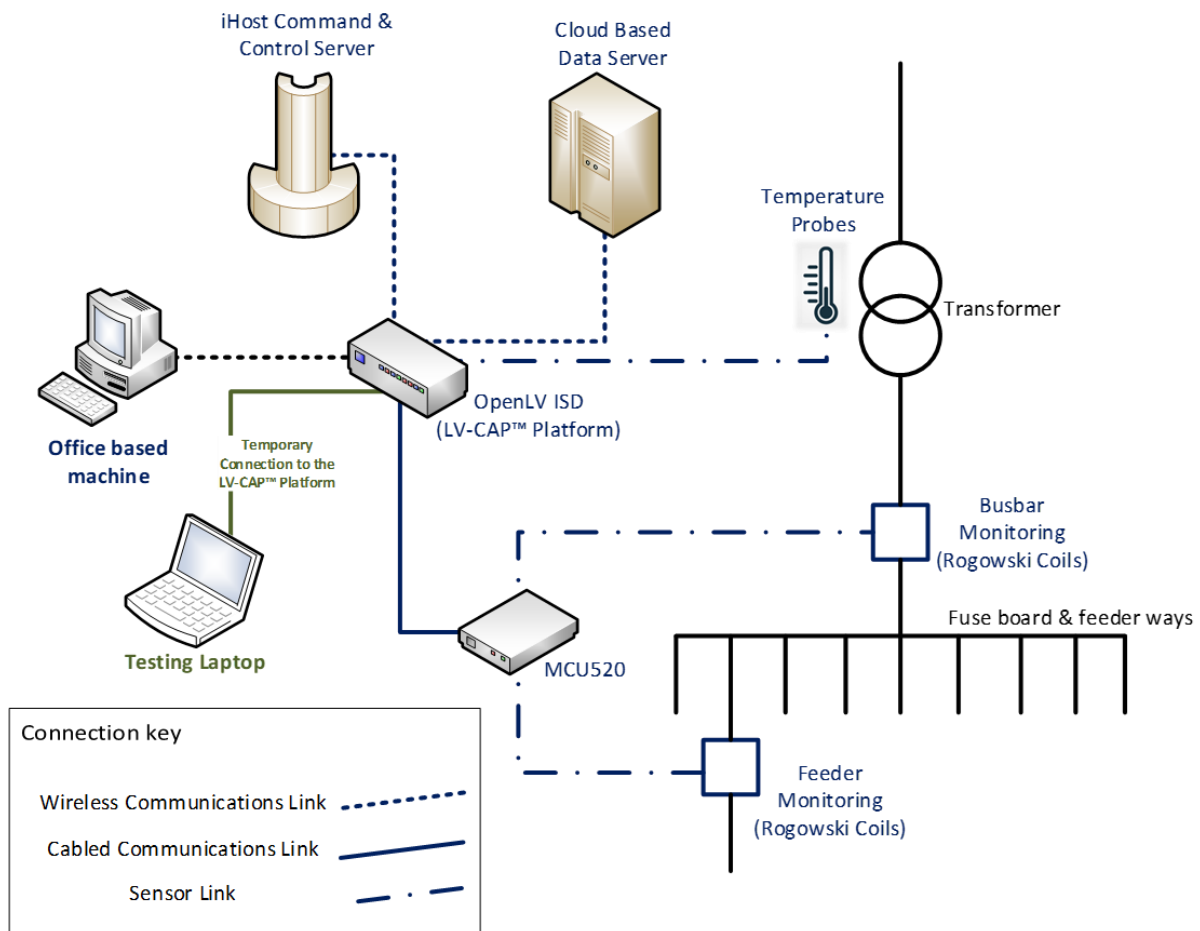 iHost Command &
Control Server
Cloud Based
Data Server
Temperature
Probes
Transformer
OpenLV ISD
(LV-CAP™ Platform)
Office based
machine
Temporary
Connection to the
LV-CAP™ Platform
Busbar
Monitoring
(Rogowski Coils)
Fuse board & feeder ways
Testing Laptop
MCU520
Connection key
Wireless Communications Link
Cabled Communications Link
Sensor Link
Feeder
Monitoring
(Rogowski Coils)